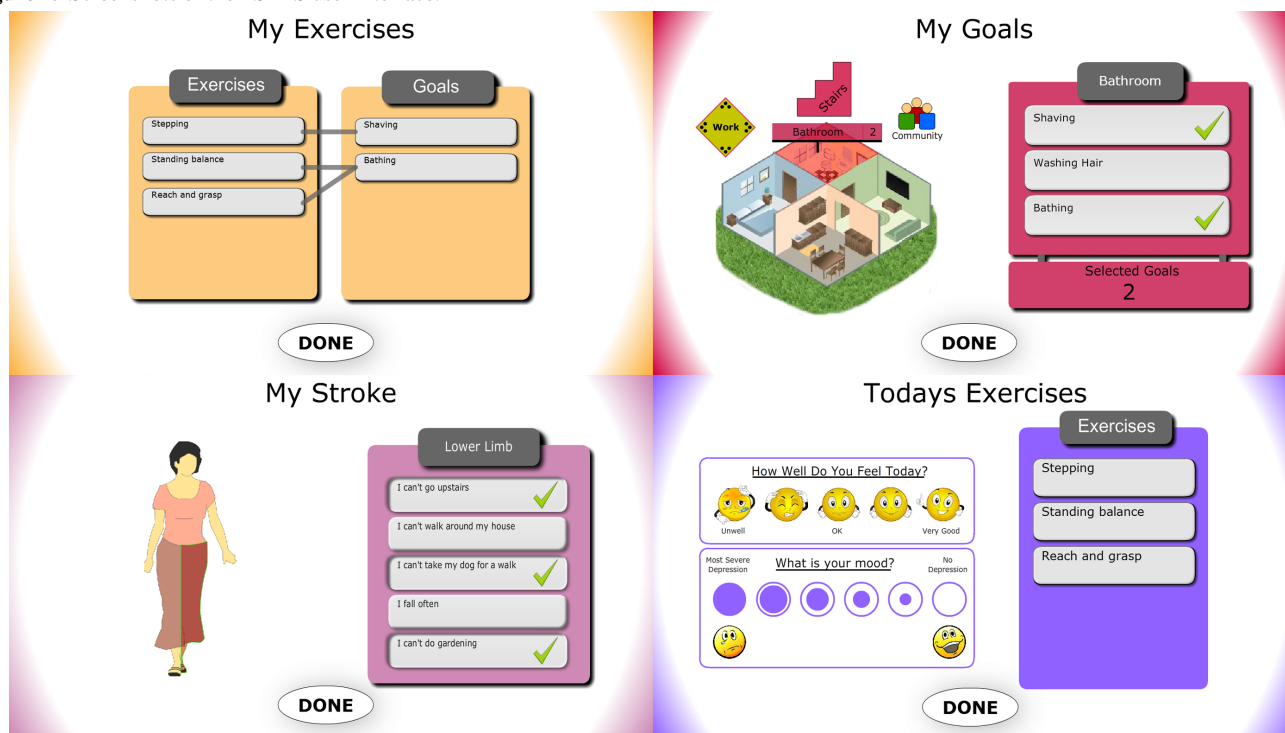 My Exercises
Exercises
Goals
Stepping
Shaving
Standing balance
Bathing
Reach and grasp
DONE
My Goals
Stairs
Work
Bathroom 2
Community
Bathroom
Shaving
Washing Hair
Bathing
Selected Goals
2
DONE
My Stroke
Lower Limb
I can't go upstairs
I can't walk around my house
I can't take my dog for a walk
I fall often
I can't do gardening
DONE
Todays Exercises
How Well Do You Feel Today?
Unwell
OK
Very Good
Most Severe
Depression
What is your mood?
No
Depression
Exercises
Stepping
Standing balance
Reach and grasp
DONE